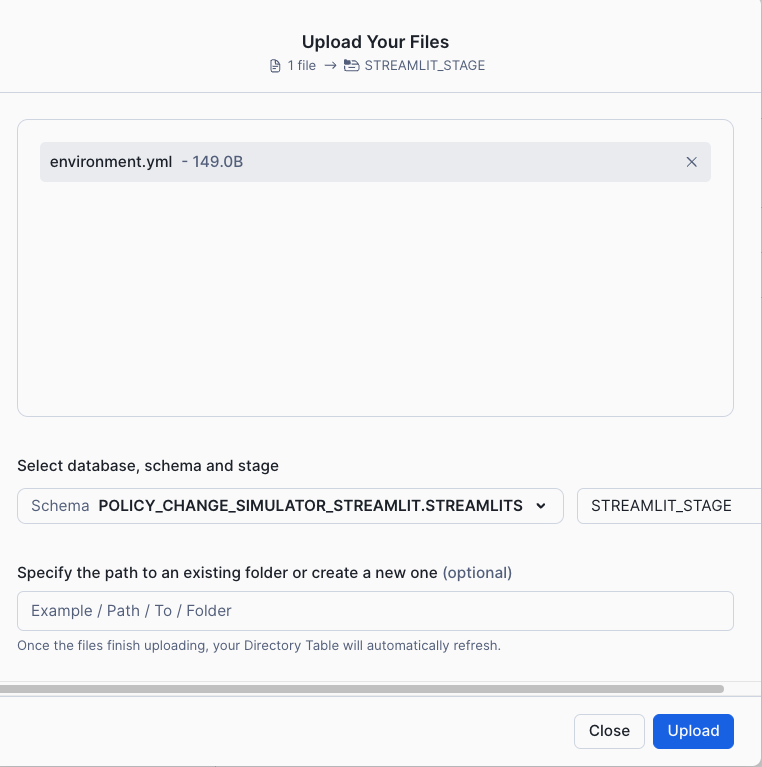 Upload Your Files
1 file → STREAMLIT_STAGE
environment.yml - 149.0B
Select database, schema and stage
Schema POLICY_CHANGE_SIMULATOR_STREAMLIT.STREAMLITS STREAMLIT_STAGE
Specify the path to an existing folder or create a new one (optional)
Example / Path / To / Folder
Once the files finish uploading, your Directory Table will automatically refresh.
Close Upload